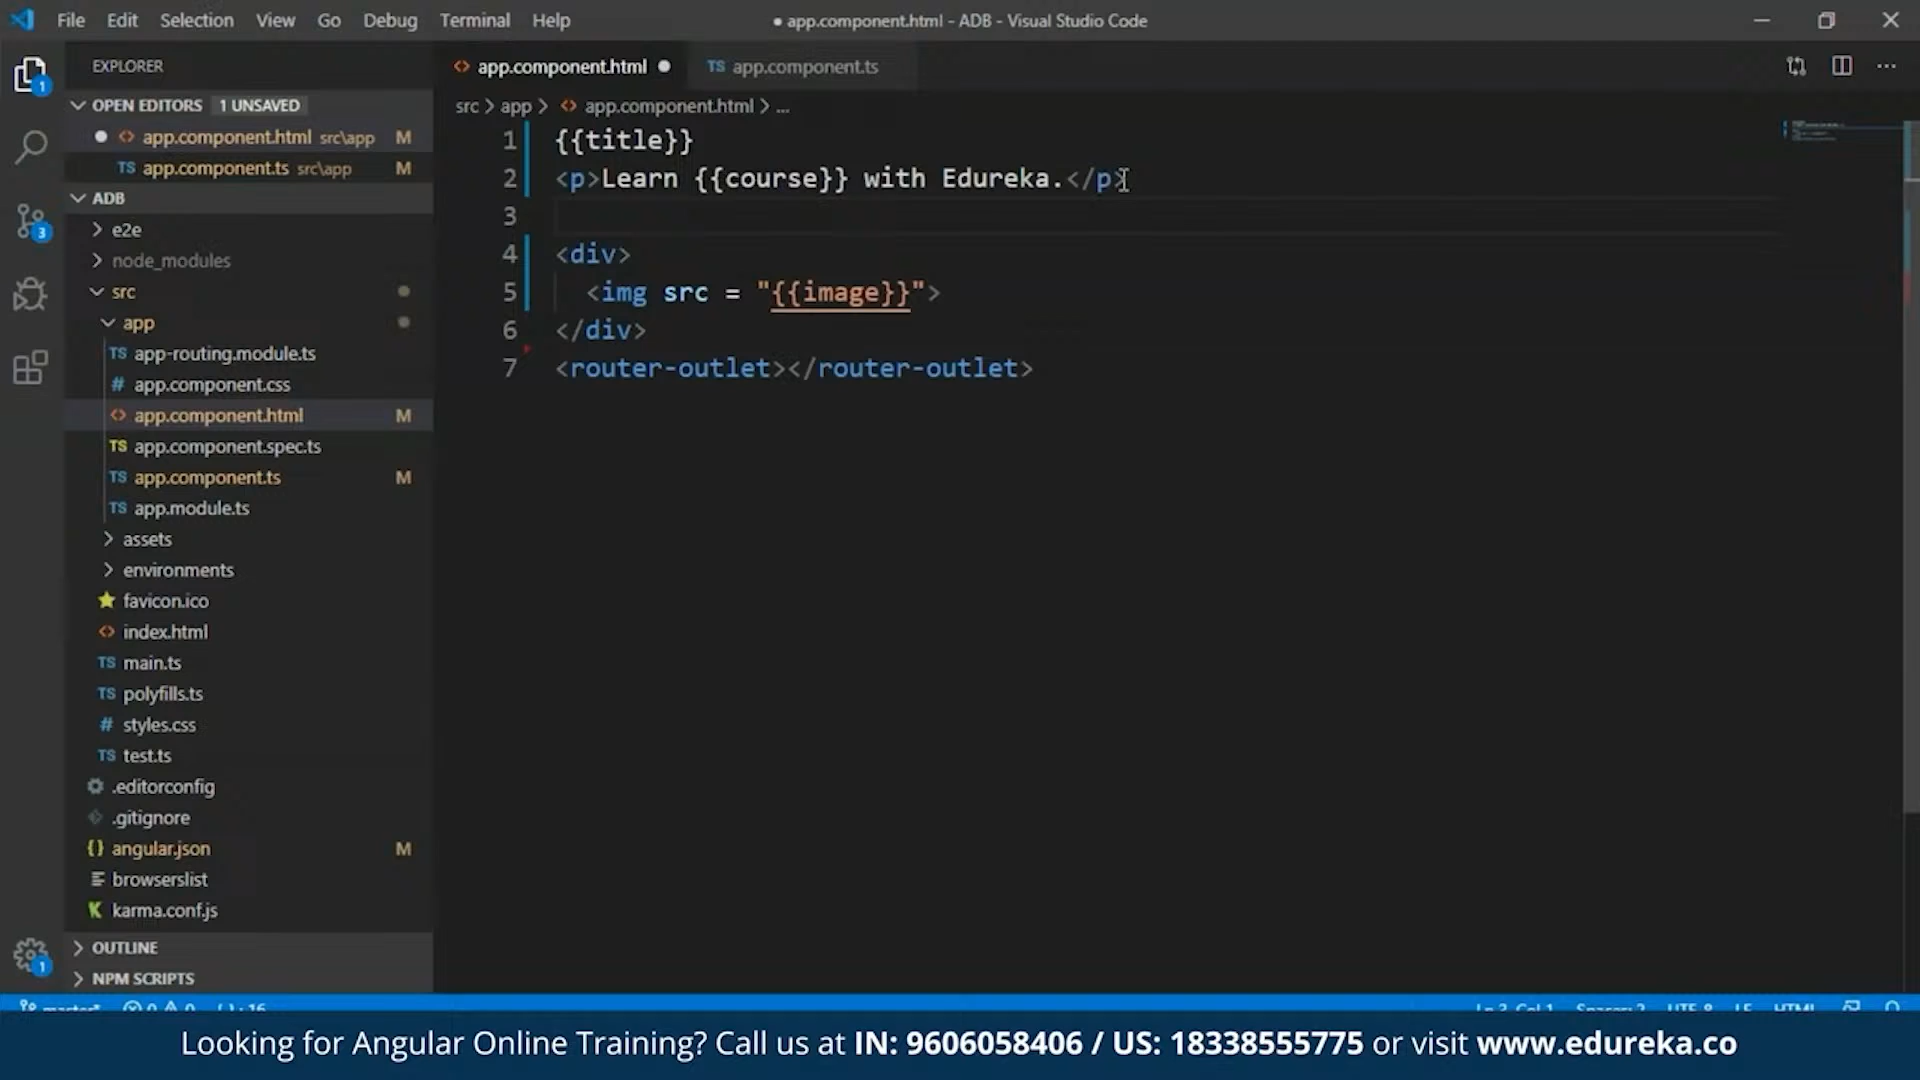 File Edit Selection View Go Debug Terminal Help
● app.component.html - ADB - Visual Studio Code
EXPLORER
OPEN EDITORS 1 UNSAVED
app.component.html src\app M
TS app.component.ts src\app M
ADB
e2e
node_modules
src
app
TS app-routing.module.ts
# app.component.css
<> app.component.html M
TS app.component.spec.ts
TS app.component.ts M
TS app.module.ts
assets
environments
favicon.ico
<> index.html
TS main.ts
TS polyfills.ts
# styles.css
TS test.ts
.editorconfig
.gitignore
{} angular.json M
browserslist
K karma.conf.js
OUTLINE
NPM SCRIPTS
1
3
1
<> app.component.html ● TS app.component.ts
src > app > <> app.component.html > ...
1 {{title}}
2 <p>Learn {{course}} with Edureka.</p>
3
4 <div>
5 <img src = "{{image}}">
6 </div>
7 <router-outlet></router-outlet>
Looking for Angular Online Training? Call us at IN: 9606058406 / US: 18338555775 or visit www.edureka.co